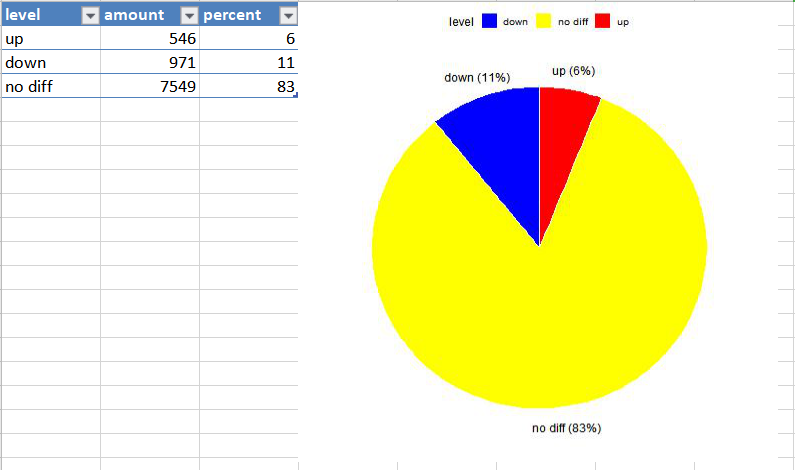 level amount percent
up 546 6
down 971 11
no diff 7549 83
level down no diff up
down (11%) up (6%)
no diff (83%)